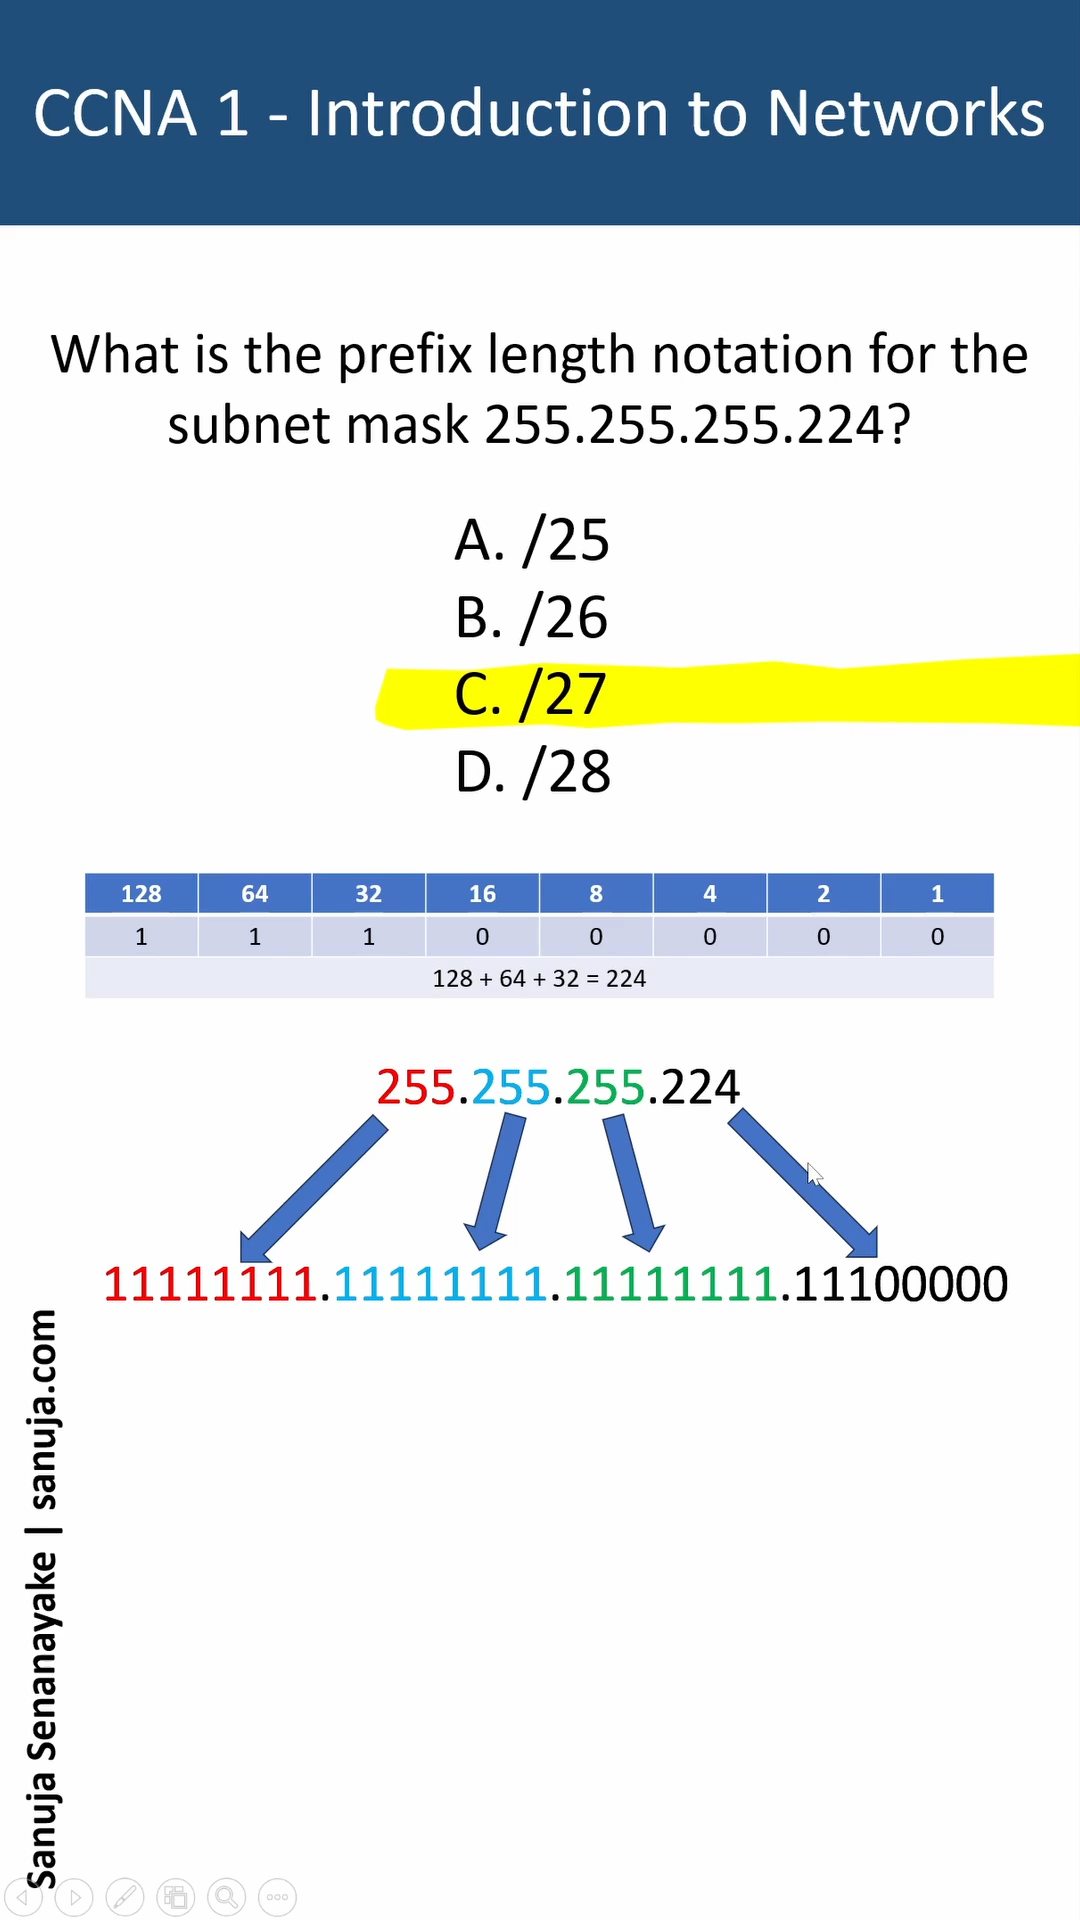 CCNA 1 - Introduction to Networks
What is the prefix length notation for the
subnet mask 255.255.255.224?
A. /25
B. /26
C. /27
D. /28
128 64 32 16 8 4 2 1
1 1 1 0 0 0 0 0
128 + 64 + 32 = 224
255.255.255.224
11111111.11111111.11111111.11100000
Sanuja Senanayake | sanuja.com